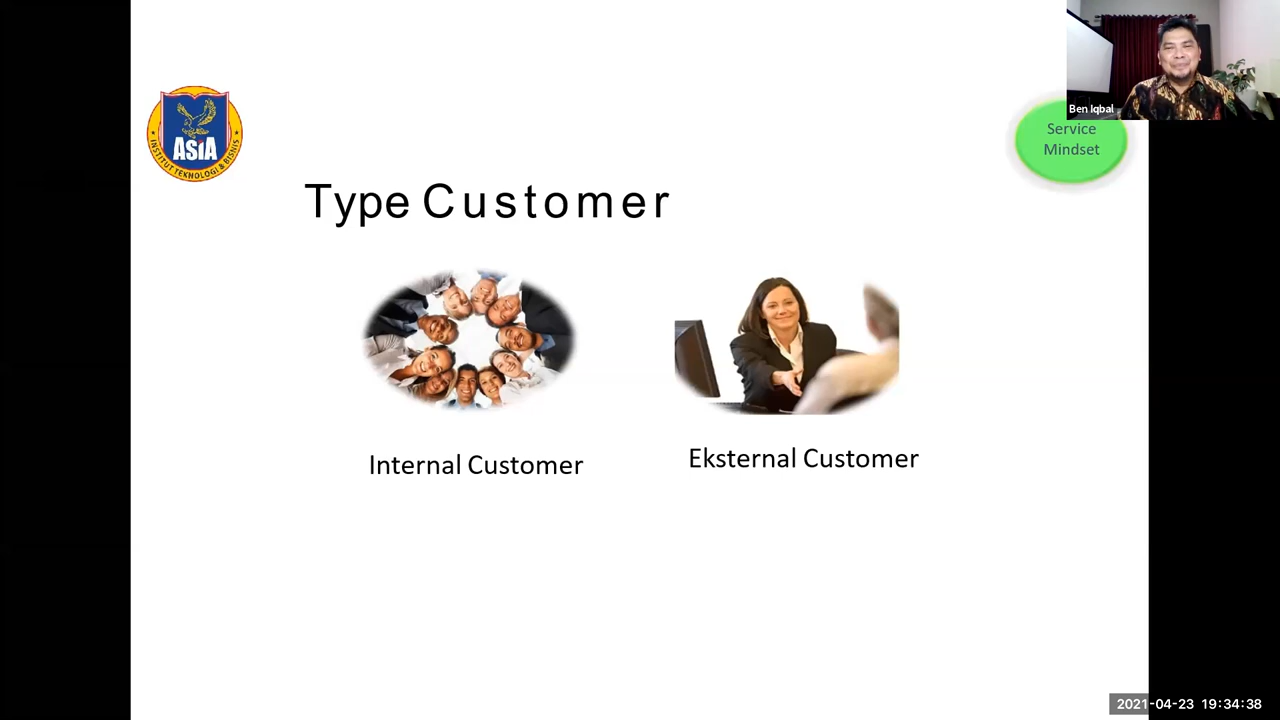 Ben Iqbal
ASIA
INSTITUT TEKNOLOGI & BISNIS
Service
Mindset
Type Customer
Internal Customer
Eksternal Customer
2021-04-23 19:34:38